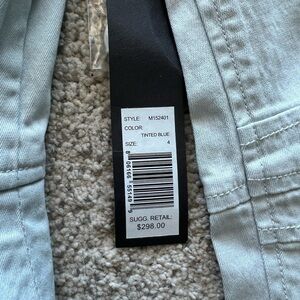 STYLE: M152401
COLOR:
TINTED BLUE
SIZE: 4
SUGG. RETAIL:
$298.00